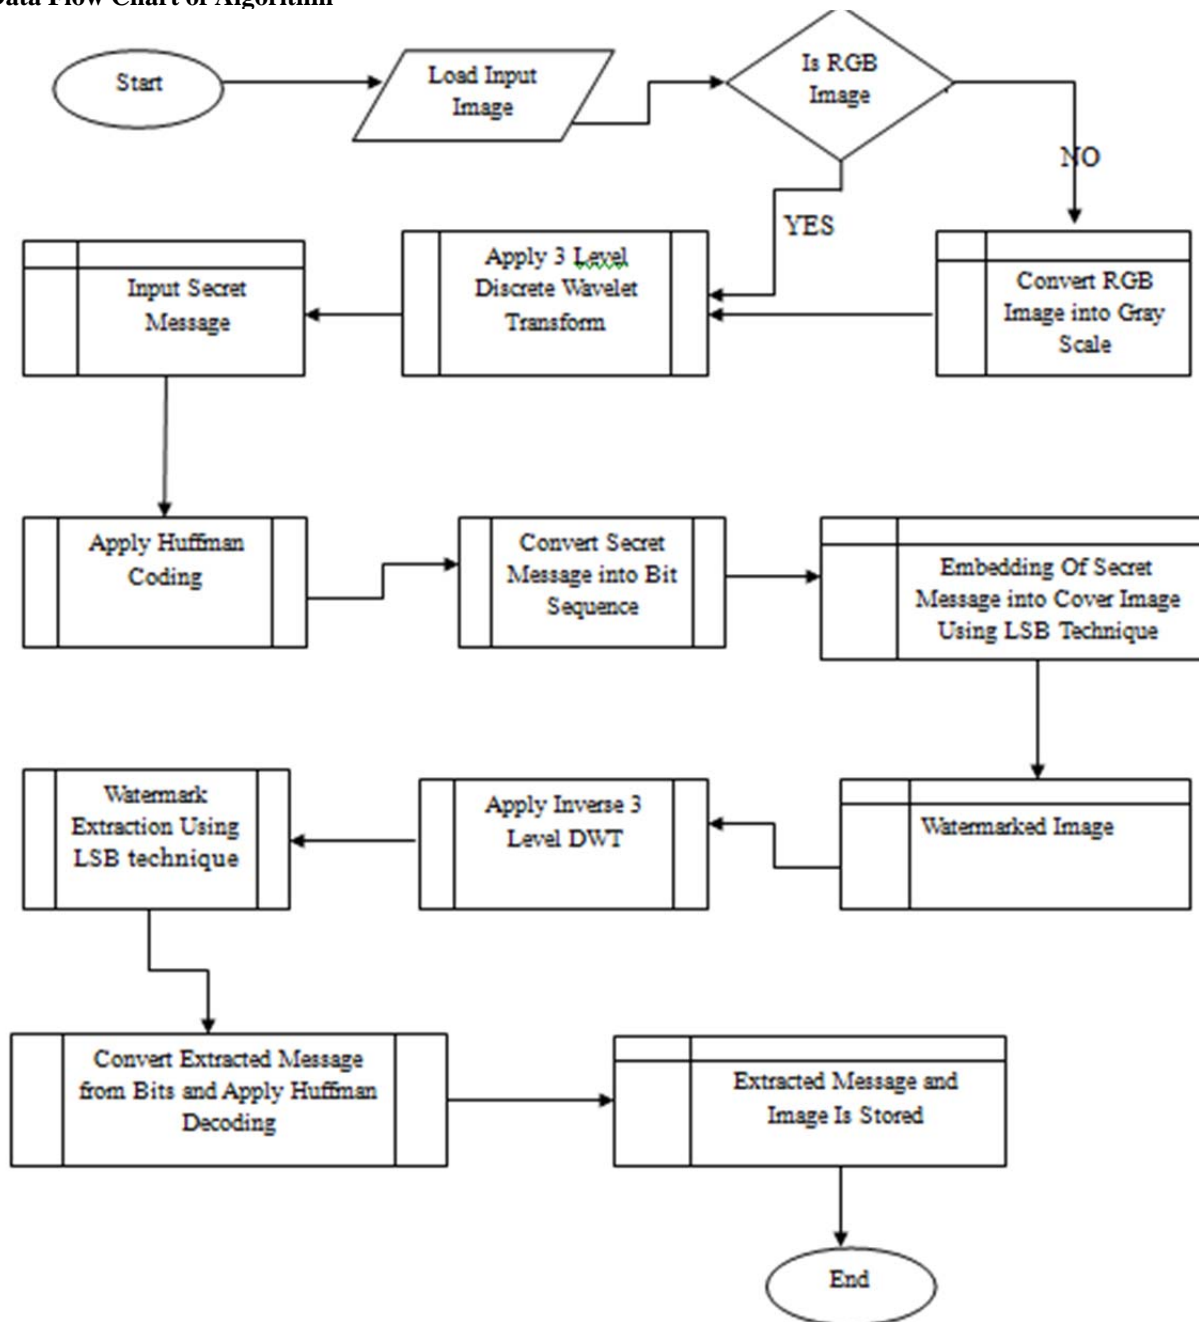 Data Flow Chart of Algorithm
Start
Load Input
Image
Is RGB
Image
NO
YES
Input Secret
Message
Apply 3 Level
Discrete Wavelet
Transform
Convert RGB
Image into Gray
Scale
Apply Huffman
Coding
Convert Secret
Message into Bit
Sequence
Embedding Of Secret
Message into Cover Image
Using LSB Technique
Watermark
Extraction Using
LSB technique
Apply Inverse 3
Level DWT
Watermarked Image
Convert Extracted Message
from Bits and Apply Huffman
Decoding
Extracted Message and
Image Is Stored
End